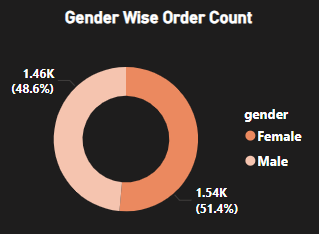 Gender Wise Order Count
1.46K
(48.6%)
gender
Female
Male
1.54K
(51.4%)